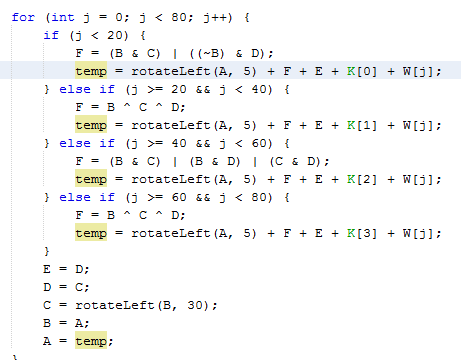 for (int j = 0; j < 80; j++) {
if (j < 20) {
F = (B & C) | ((~B) & D);
temp = rotateLeft(A, 5) + F + E + K[0] + W[j];
} else if (j >= 20 && j < 40) {
F = B ^ C ^ D;
temp = rotateLeft(A, 5) + F + E + K[1] + W[j];
} else if (j >= 40 && j < 60) {
F = (B & C) | (B & D) | (C & D);
temp = rotateLeft(A, 5) + F + E + K[2] + W[j];
} else if (j >= 60 && j < 80) {
F = B ^ C ^ D;
temp = rotateLeft(A, 5) + F + E + K[3] + W[j];
}
E = D;
D = C;
C = rotateLeft(B, 30);
B = A;
A = temp;
}